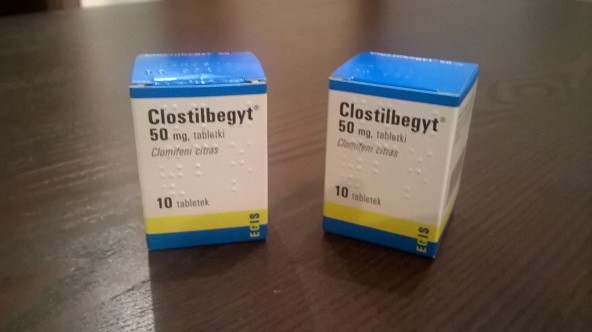 Clostilbegyt®
50 mg, tabletki
Clomifeni citras
10 tabletek
EGIS
Clostilbegyt®
50 mg, tabletki
Clomifeni citras
10 tabletek
EGIS